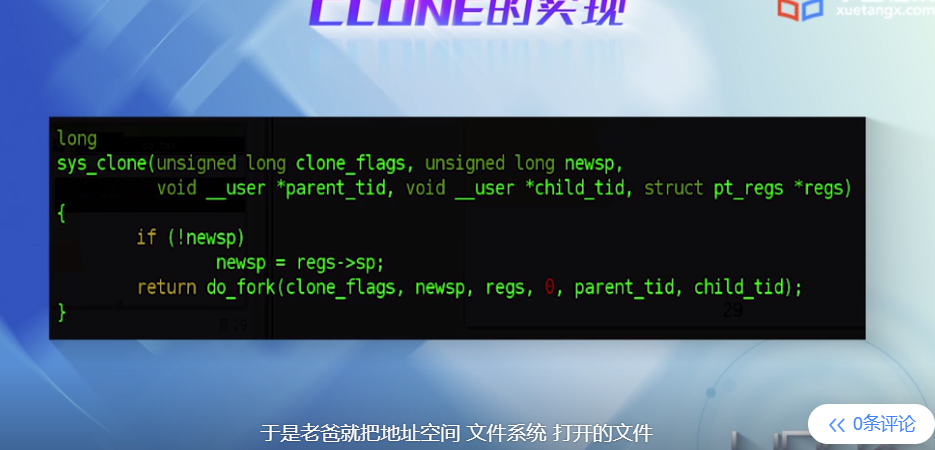 CLONE的实现
xuetangx.com
long
sys_clone(unsigned long clone_flags, unsigned long newsp,
void __user *parent_tid, void __user *child_tid, struct pt_regs *regs)
{
if (!newsp)
newsp = regs->sp;
return do_fork(clone_flags, newsp, regs, 0, parent_tid, child_tid);
}
29
于是老爸就把地址空间 文件系统 打开的文件
0条评论